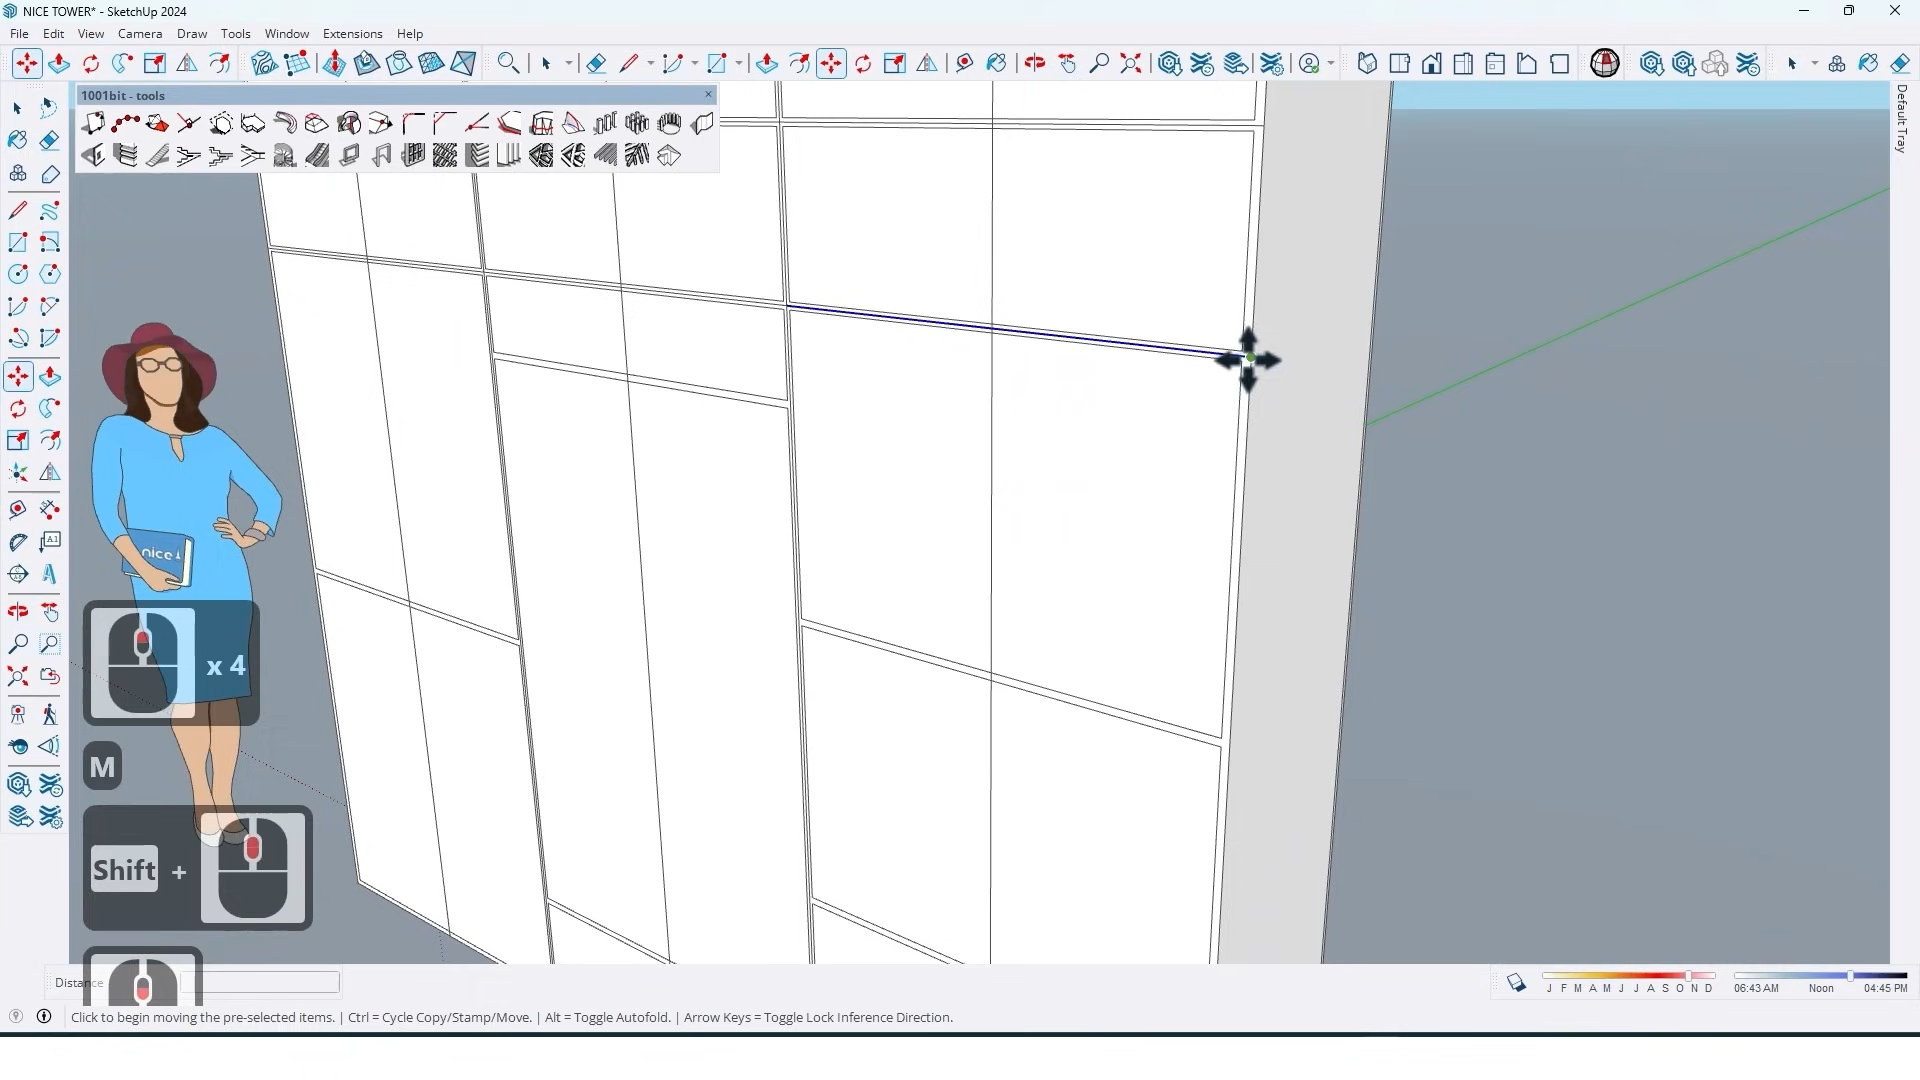 NICE TOWER* - SketchUp 2024
File Edit View Camera Draw Tools Window Extensions Help
1001bit - tools
Default Tray
A1
nice
x 4
M
Shift +
Distance
J F M A M J J A S O N D
06:43 AM Noon 04:45 PM
Click to begin moving the pre-selected items. | Ctrl = Cycle Copy/Stamp/Move. | Alt = Toggle Autofold. | Arrow Keys = Toggle Lock Inference Direction.